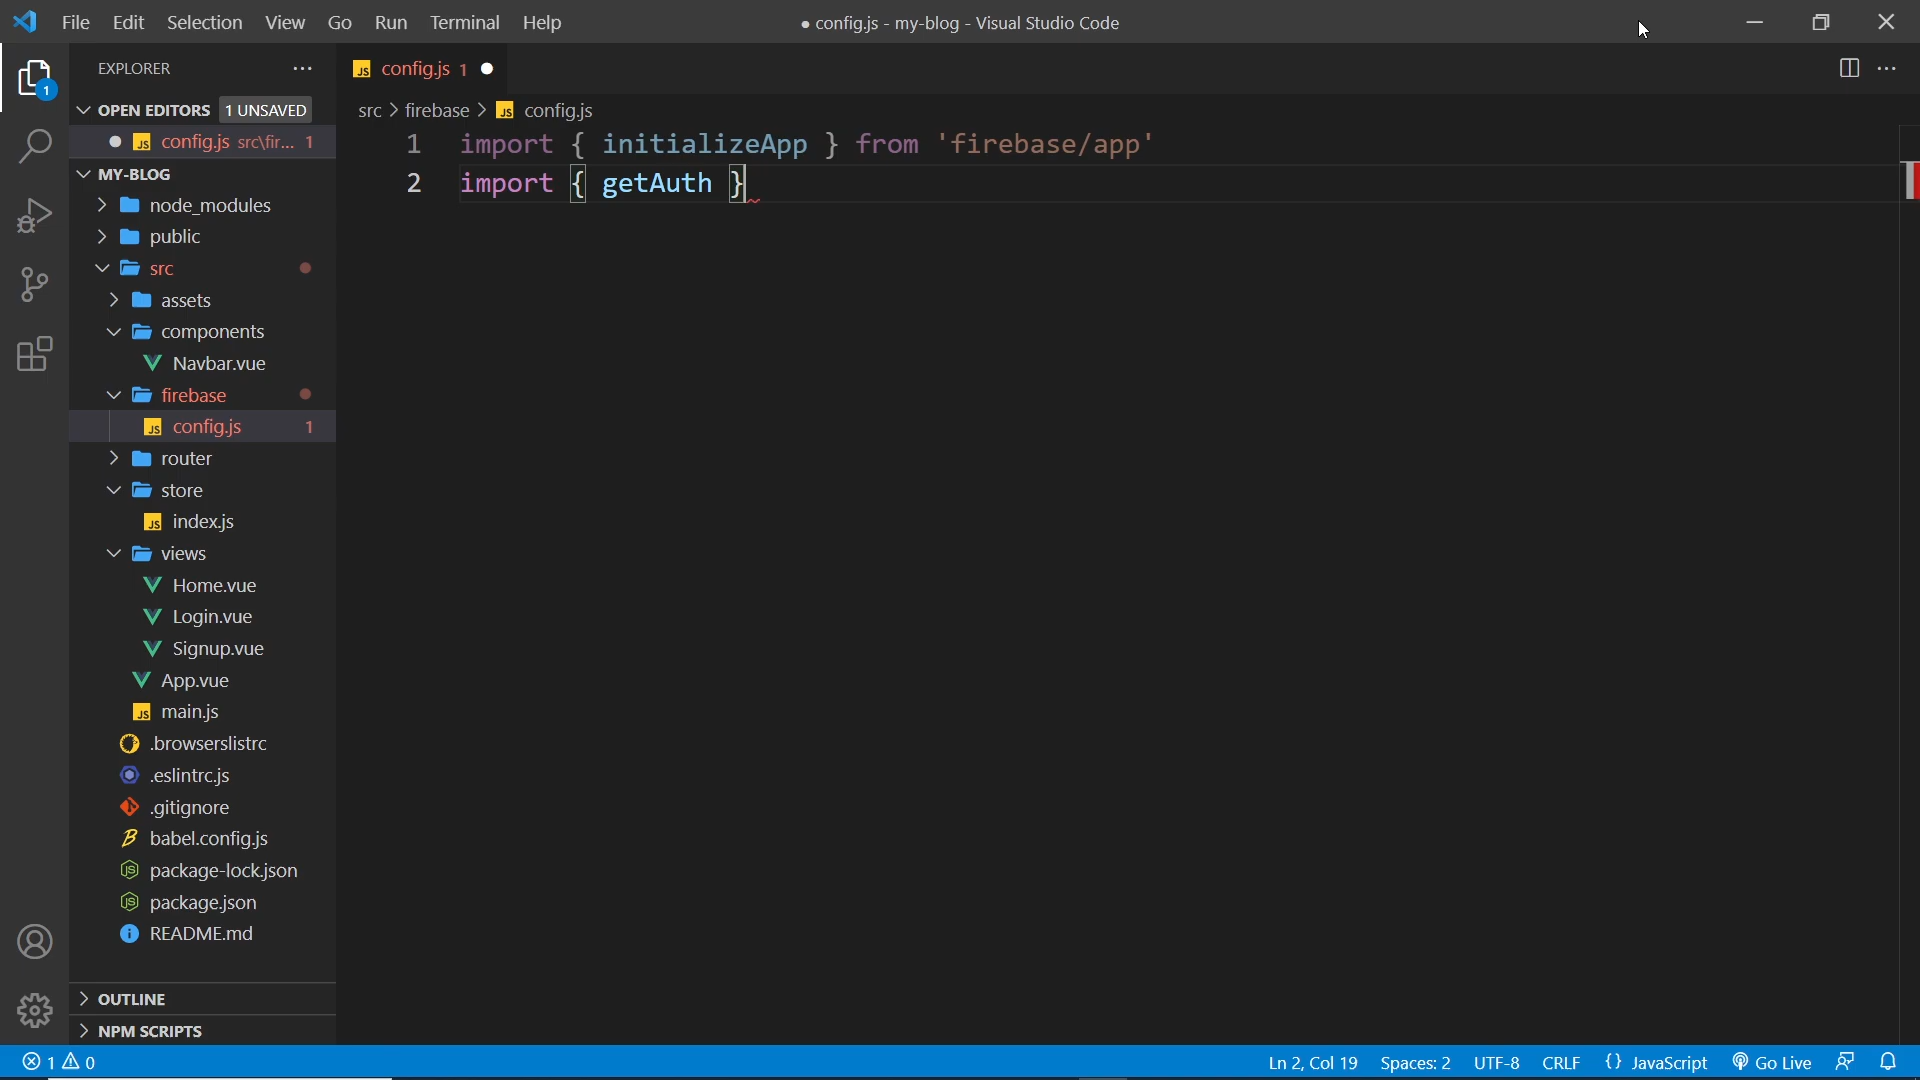 File Edit Selection View Go Run Terminal Help
● config.js - my-blog - Visual Studio Code
EXPLORER
OPEN EDITORS 1 UNSAVED
config.js src\fir... 1
MY-BLOG
node_modules
public
src
assets
components
Navbar.vue
firebase
config.js 1
router
store
index.js
views
Home.vue
Login.vue
Signup.vue
App.vue
main.js
.browserslistrc
.eslintrc.js
.gitignore
babel.config.js
package-lock.json
package.json
README.md
OUTLINE
NPM SCRIPTS
1
config.js 1
src > firebase > JS config.js
1 import { initializeApp } from 'firebase/app'
2 import { getAuth }
1 0
Ln 2, Col 19 Spaces: 2 UTF-8 CRLF {} JavaScript Go Live